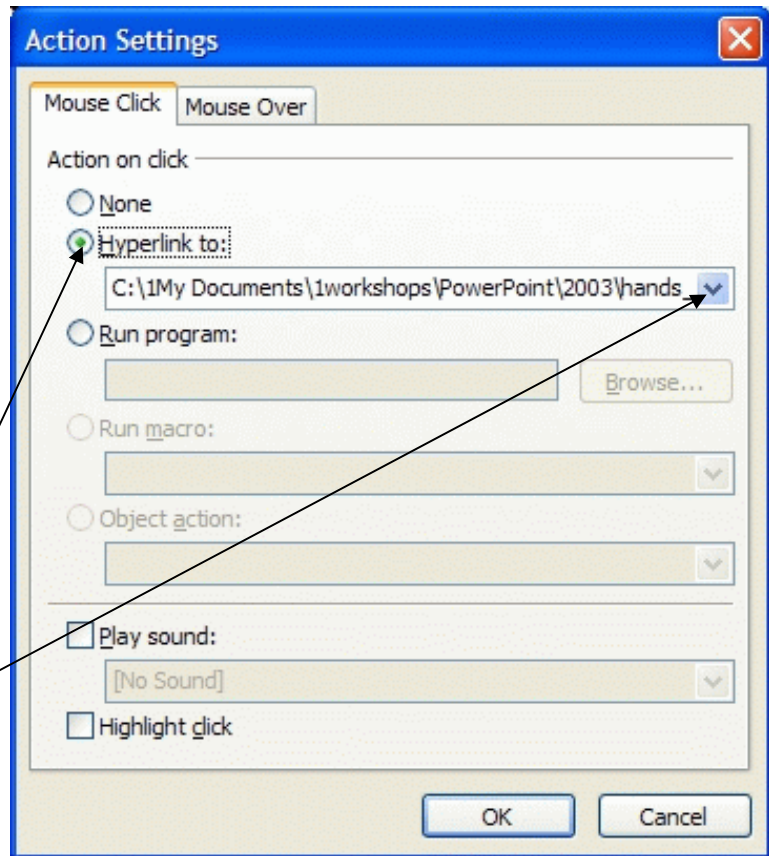 Action Settings
Mouse Click Mouse Over
Action on click
None
Hyperlink to:
C:\1My Documents\1workshops\PowerPoint\2003\hands_
Run program:
Browse...
Run macro:
Object action:
Play sound:
[No Sound]
Highlight click
OK Cancel